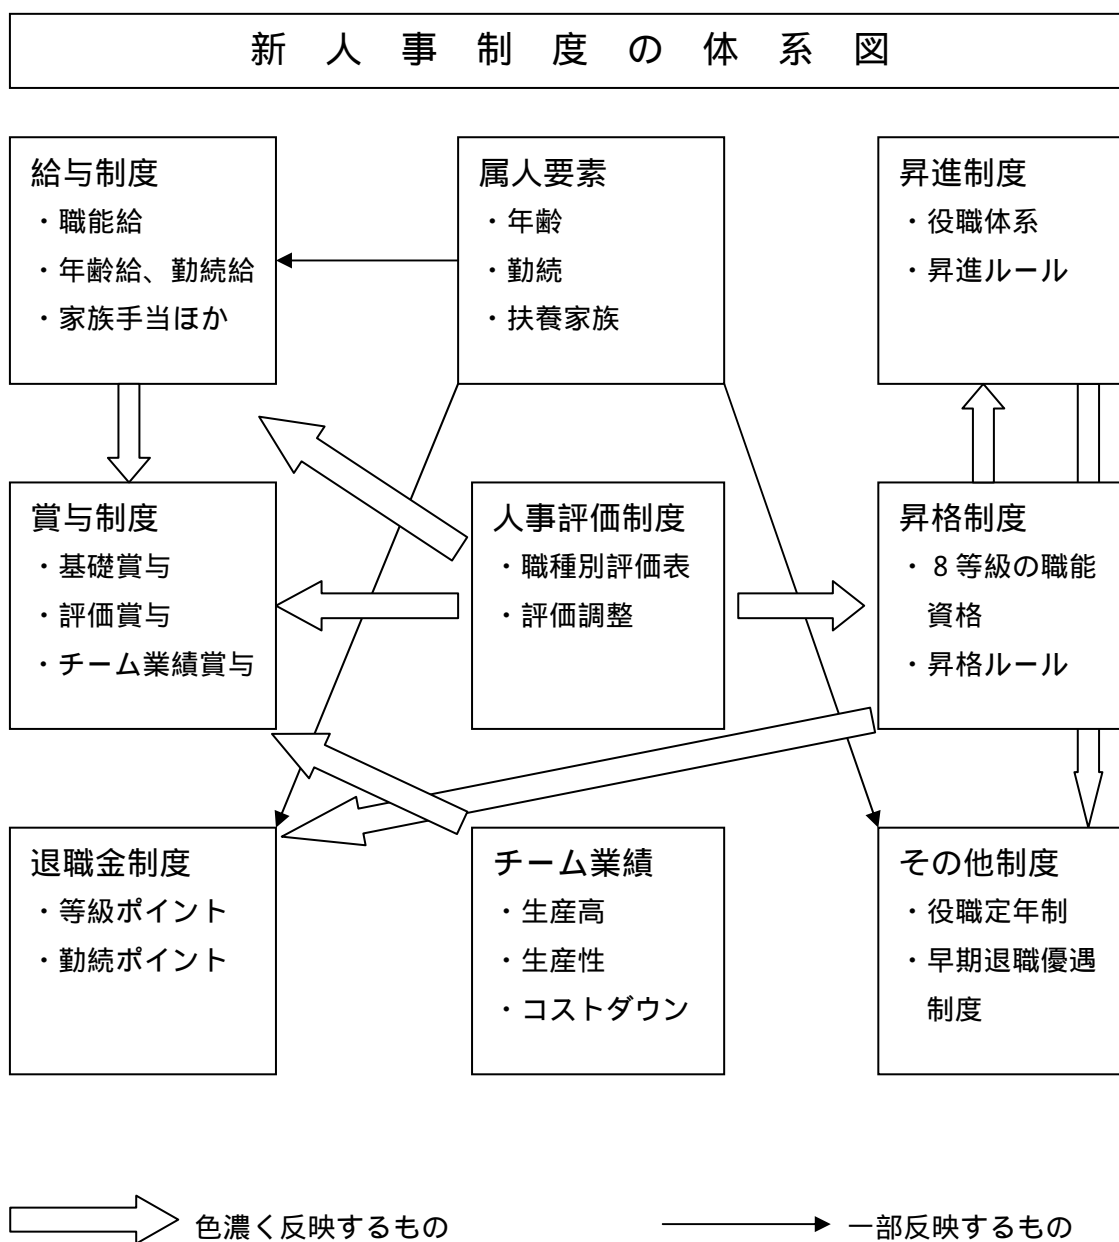 新人事制度の体系図
給与制度
・職能給
・年齢給、勤続給
・家族手当ほか
属人要素
・年齢
・勤続
・扶養家族
昇進制度
・役職体系
・昇進ルール
賞与制度
・基礎賞与
・評価賞与
・チーム業績賞与
人事評価制度
・職種別評価表
・評価調整
昇格制度
・８等級の職能
資格
・昇格ルール
退職金制度
・等級ポイント
・勤続ポイント
チーム業績
・生産高
・生産性
・コストダウン
その他制度
・役職定年制
・早期退職優遇
制度
色濃く反映するもの
一部反映するもの